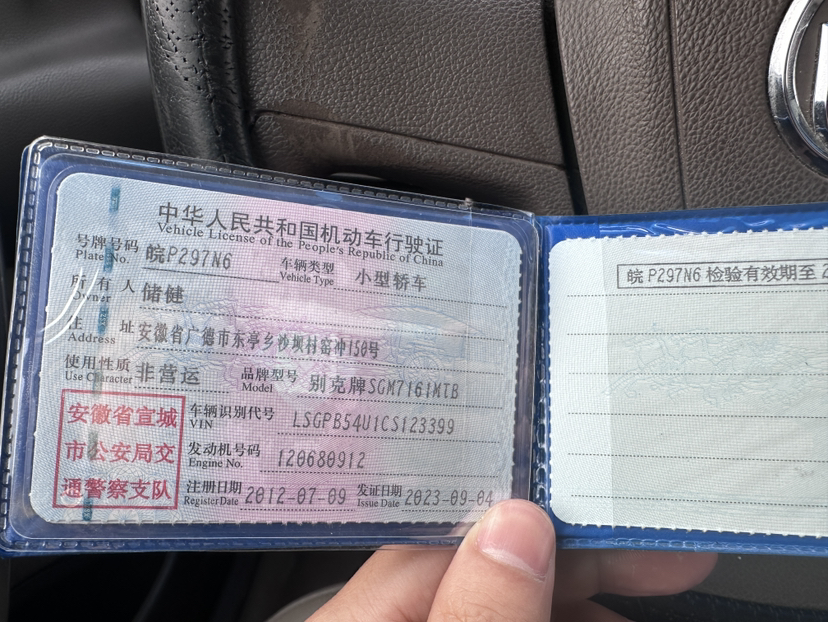 中华人民共和国机动车行驶证
Vehicle License of the People's Republic of China
号牌号码 皖P297N6 车辆类型 小型轿车
Plate No. Vehicle Type
所有人 储健
Owner
住址 安徽省广德市东亭乡沙坝村窑冲150号
Address
使用性质 非营运 品牌型号 别克牌SGM7161MTB
Use Character Model
安徽省宣城
市公安局交
通警察支队
车辆识别代号 LSGPB54U1CS123399
VIN
发动机号码 120680912
Engine No.
注册日期 2012-07-09 发证日期 2023-09-04
Register Date Issue Date
皖P297N6 检验有效期至2